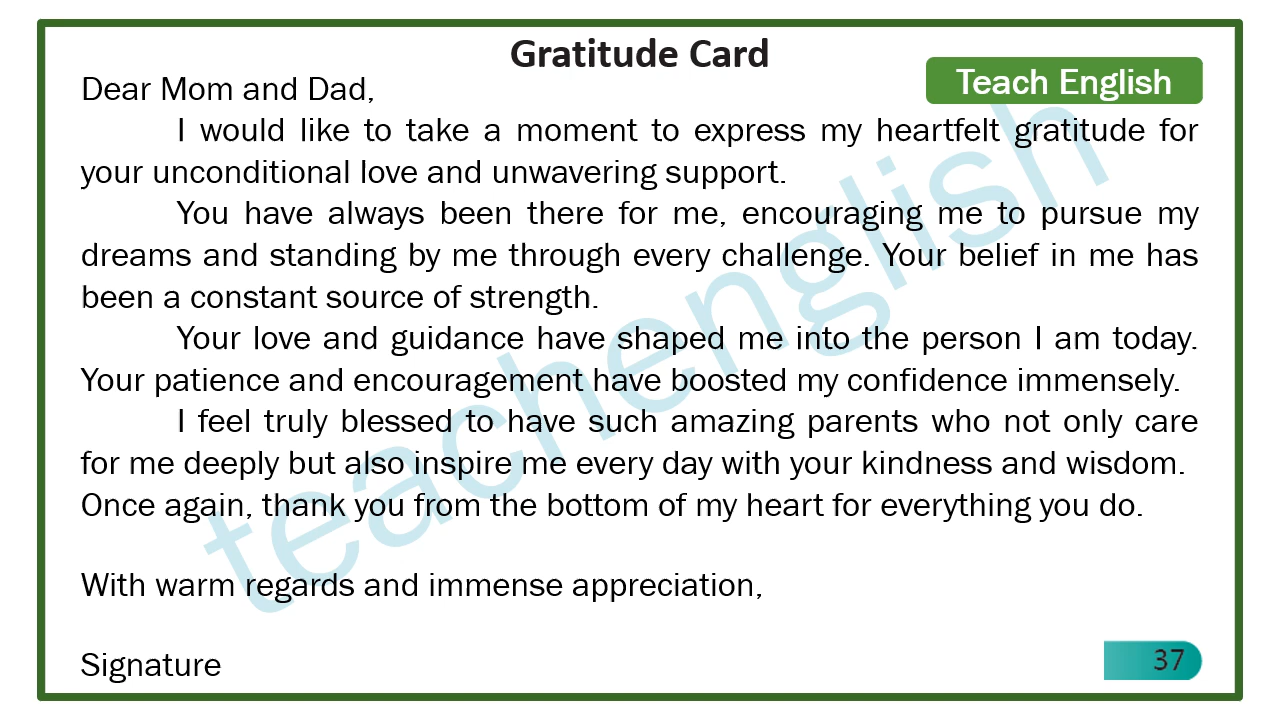 Gratitude Card
Teach English
Dear Mom and Dad,
I would like to take a moment to express my heartfelt gratitude for
your unconditional love and unwavering support.
You have always been there for me, encouraging me to pursue my
dreams and standing by me through every challenge. Your belief in me has
been a constant source of strength.
Your love and guidance have shaped me into the person I am today.
Your patience and encouragement have boosted my confidence immensely.
I feel truly blessed to have such amazing parents who not only care
for me deeply but also inspire me every day with your kindness and wisdom.
Once again, thank you from the bottom of my heart for everything you do.
With warm regards and immense appreciation,
Signature
37
teachenglish